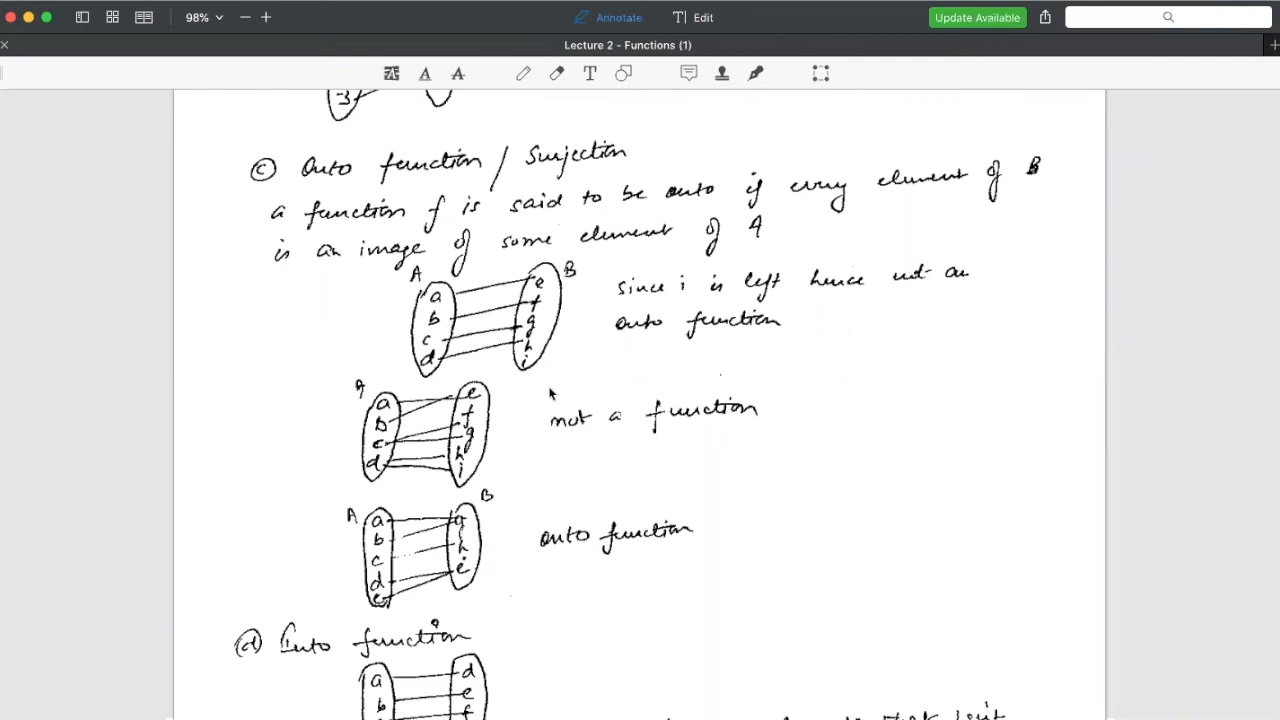 98%
Annotate
Edit
Update Available
Lecture 2 - Functions (1)
3
(c) Onto function / Surjection
a function f is said to be onto if every element of B
is an image of some element of A
A
B
a
b
c
d
e
f
g
h
i
since i is left hence not an
onto function
A
a
b
c
d
e
f
g
h
i
not a function
A
B
a
b
c
d
e
g
h
i
onto function
(d) Into function
a
b
d
e
f